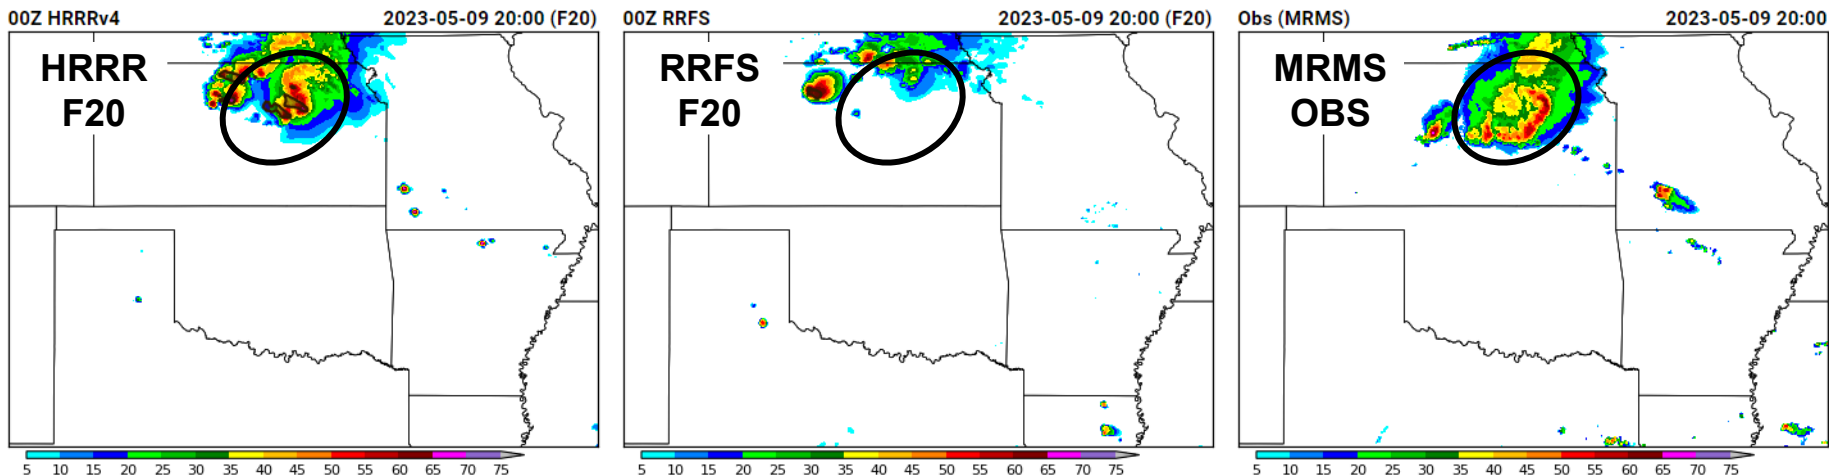 00Z HRRRv4 2023-05-09 20:00 (F20)
HRRR
F20
5 10 15 20 25 30 35 40 45 50 55 60 65 70 75
00Z RRFS 2023-05-09 20:00 (F20)
RRFS
F20
5 10 15 20 25 30 35 40 45 50 55 60 65 70 75
Obs (MRMS) 2023-05-09 20:00
MRMS
OBS
5 10 15 20 25 30 35 40 45 50 55 60 65 70 75